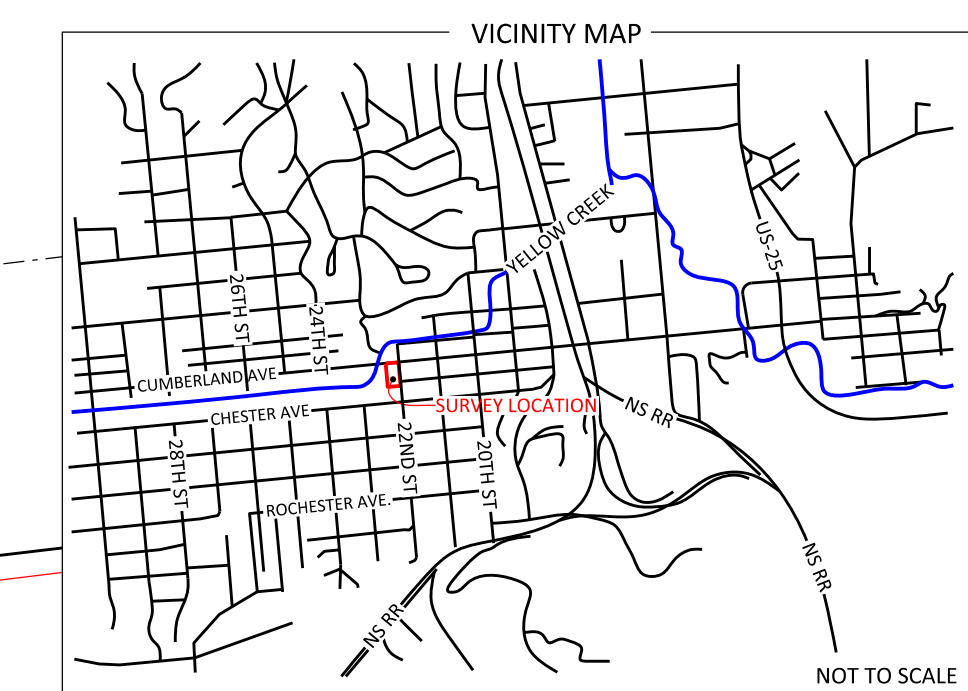 VICINITY MAP
YELLOW CREEK
US-25
26TH ST
24TH ST
CUMBERLAND AVE
SURVEY LOCATION
CHESTER AVE
NS RR
28TH ST
22ND ST
20TH ST
ROCHESTER AVE.
NS RR
NS RR
NOT TO SCALE